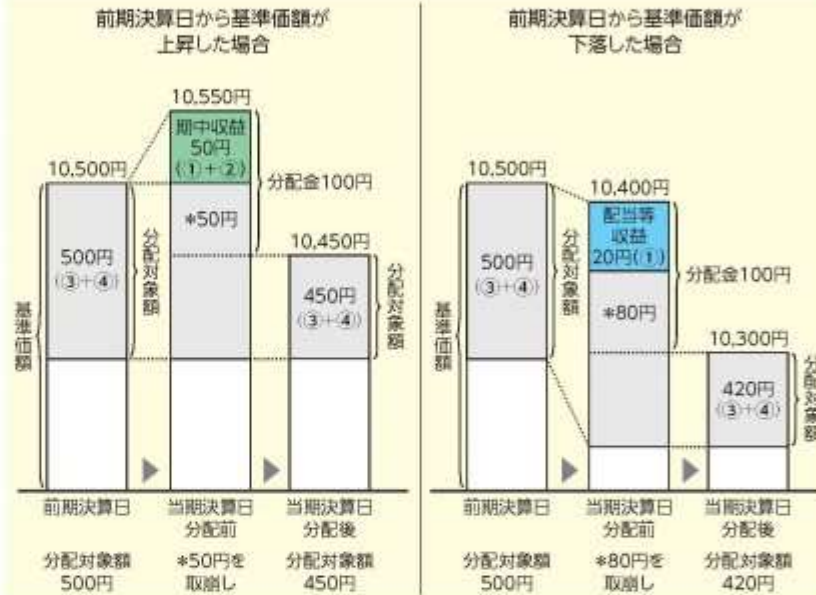 前期決算日から基準価額が
上昇した場合
10,550円
期中収益
50円
(①+②)
10,500円
分配金100円
*50円
10,450円
500円
(③+④)
分配対象額
450円
(③+④)
分配対象額
基準価額
前期決算日
当期決算日
分配前
当期決算日
分配後
分配対象額
500円
*50円を
取崩し
分配対象額
450円
前期決算日から基準価額が
下落した場合
10,500円
10,400円
配当等
収益
20円(①)
分配金100円
500円
(③+④)
分配対象額
*80円
10,300円
420円
(③+④)
分配対象額
基準価額
前期決算日
当期決算日
分配前
当期決算日
分配後
分配対象額
500円
*80円を
取崩し
分配対象額
420円